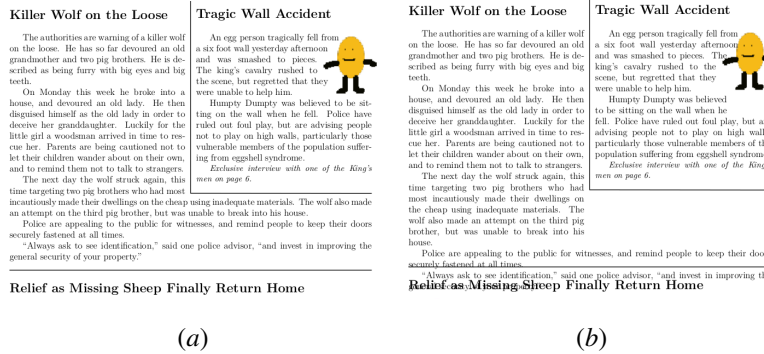 Killer Wolf on the Loose
The authorities are warning of a killer wolf
on the loose. He has so far devoured an old
grandmother and two pig brothers. He is de-
scribed as being furry with big eyes and big
teeth.
On Monday this week he broke into a
house, and devoured an old lady. He then
disguised himself as the old lady in order to
deceive her granddaughter. Luckily for the
little girl a woodsman arrived in time to res-
cue her. Parents are being cautioned not to
let their children wander about on their own,
and to remind them not to talk to strangers.
The next day the wolf struck again, this
time targeting two pig brothers who had most
incautiously made their dwellings on the cheap using inadequate materials. The wolf also made
an attempt on the third pig brother, but was unable to break into his house.
Police are appealing to the public for witnesses, and remind people to keep their doors
securely fastened at all times.
"Always ask to see identification," said one police advisor, "and invest in improving the
general security of your property."
Tragic Wall Accident
An egg person tragically fell from
a six foot wall yesterday afternoon
and was smashed to pieces.
The king's cavalry rushed to
the scene, but regretted that they
were unable to help him.
Humpty Dumpty was believed to be sit-
ting on the wall when he fell. Police have
ruled out foul play, but are advising people
not to play on high walls, particularly those
vulnerable members of the population suffer-
ing from eggshell syndrome.
Exclusive interview with one of the King's
men on page 6.
Relief as Missing Sheep Finally Return Home
(a)
Killer Wolf on the Loose
The authorities are warning of a killer wolf
on the loose. He has so far devoured an old
grandmother and two pig brothers. He is de-
scribed as being furry with big eyes and big
teeth.
On Monday this week he broke into a
house, and devoured an old lady. He then
disguised himself as the old lady in order to
deceive her granddaughter. Luckily for the
little girl a woodsman arrived in time to res-
cue her. Parents are being cautioned not to
let their children wander about on their own,
and to remind them not to talk to strangers.
The next day the wolf struck again, this
time targeting two pig brothers who had
most incautiously made their dwellings on
the cheap using inadequate materials. The
wolf also made an attempt on the third pig
brother, but was unable to break into his
house.
Police are appealing to the public for witnesses, and remind people to keep their doo
securely fastened at all times.
"Always ask to see identification," said one police advisor, "and invest in improving th
Tragic Wall Accident
An egg person tragically fell from
a six foot wall yesterday afternoon
and was smashed to pieces. The
king's cavalry rushed to the
scene, but regretted that they
were unable to help him.
Humpty Dumpty was believed
to be sitting on the wall when he
fell. Police have ruled out foul play, but a
advising people not to play on high wall
particularly those vulnerable members of th
population suffering from eggshell syndrom
Exclusive interview with one of the King
men on page 6.
Relief as Missing Sheep Finally Return Home
(b)